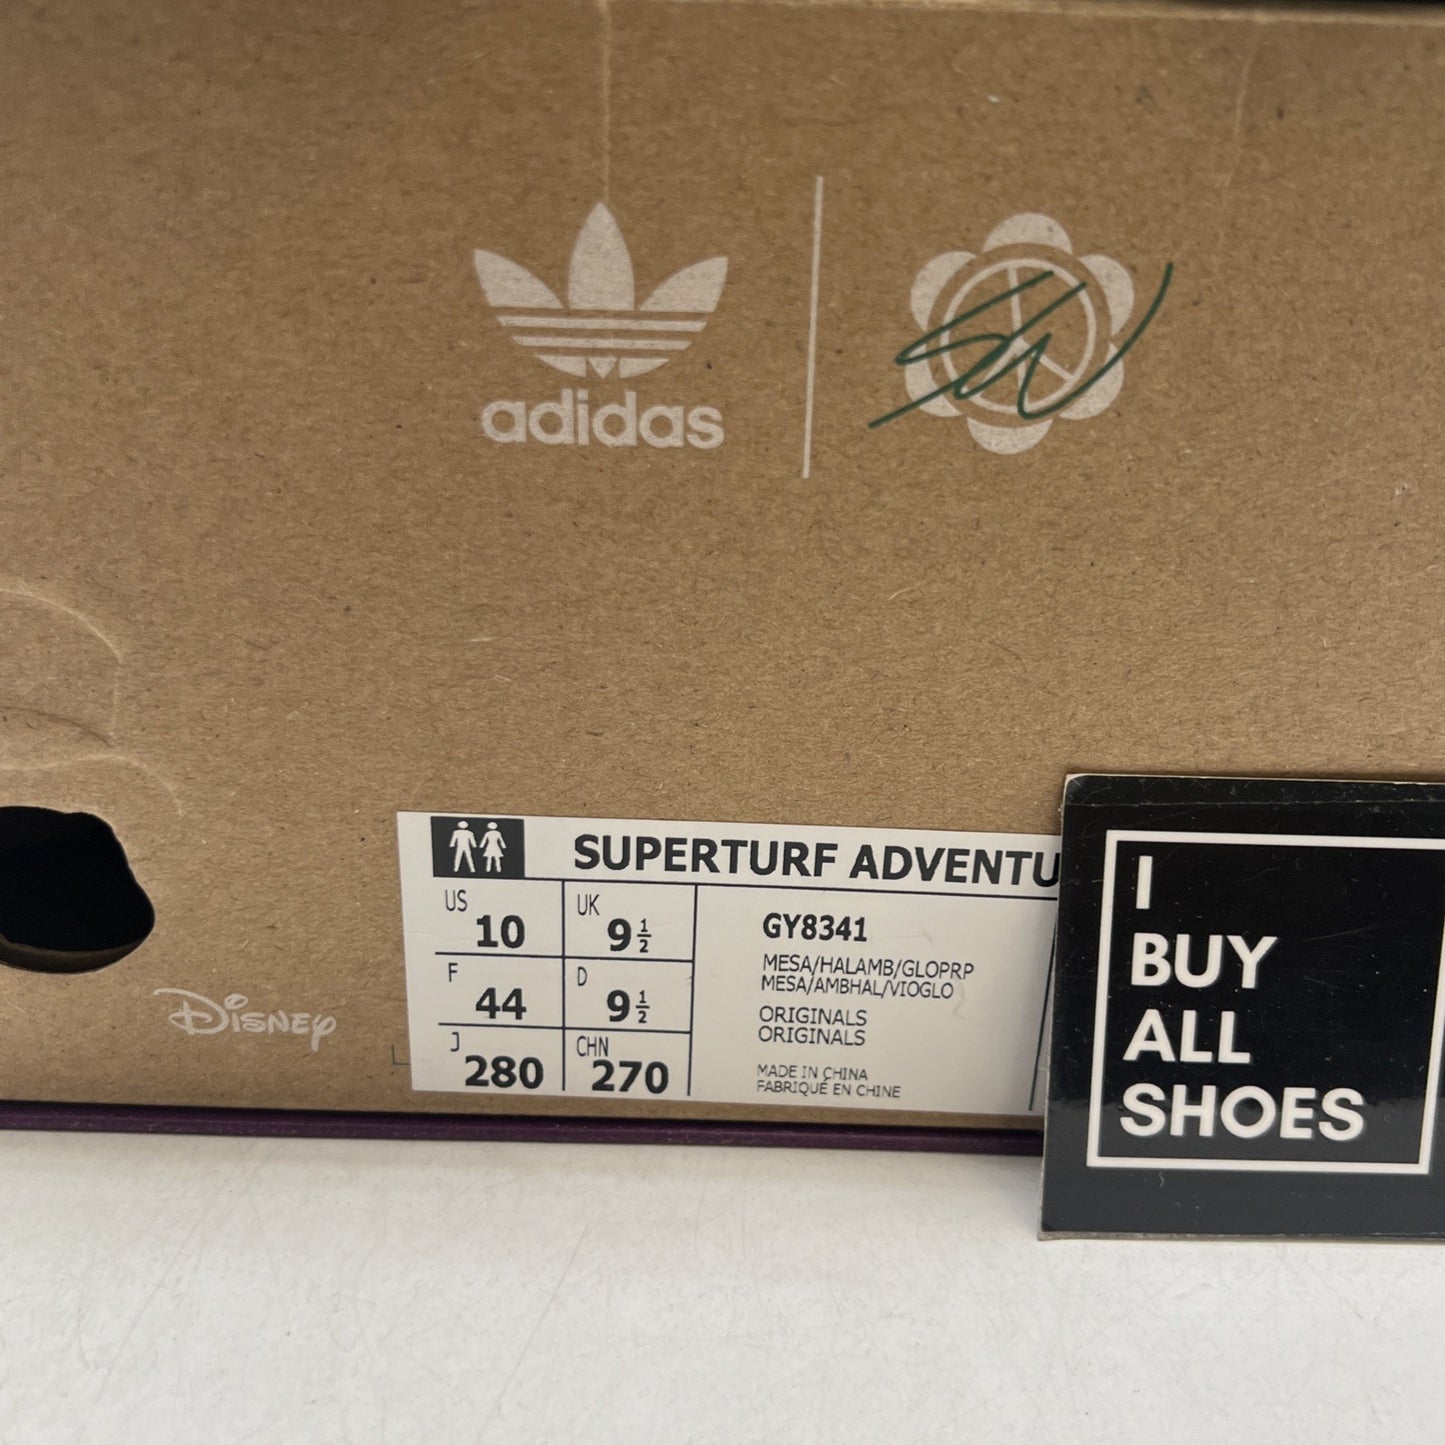 adidas
SW
Disney
SUPERTURF ADVENTU
US 10
UK 9 1/2
F 44
D 9 1/2
J 280
CHN 270
GY8341
MESA/HALAMB/GLOPRP
MESA/AMBHAL/VIOGLO
ORIGINALS
ORIGINALS
MADE IN CHINA
FABRIQUÉ EN CHINE
I
BUY
ALL
SHOES